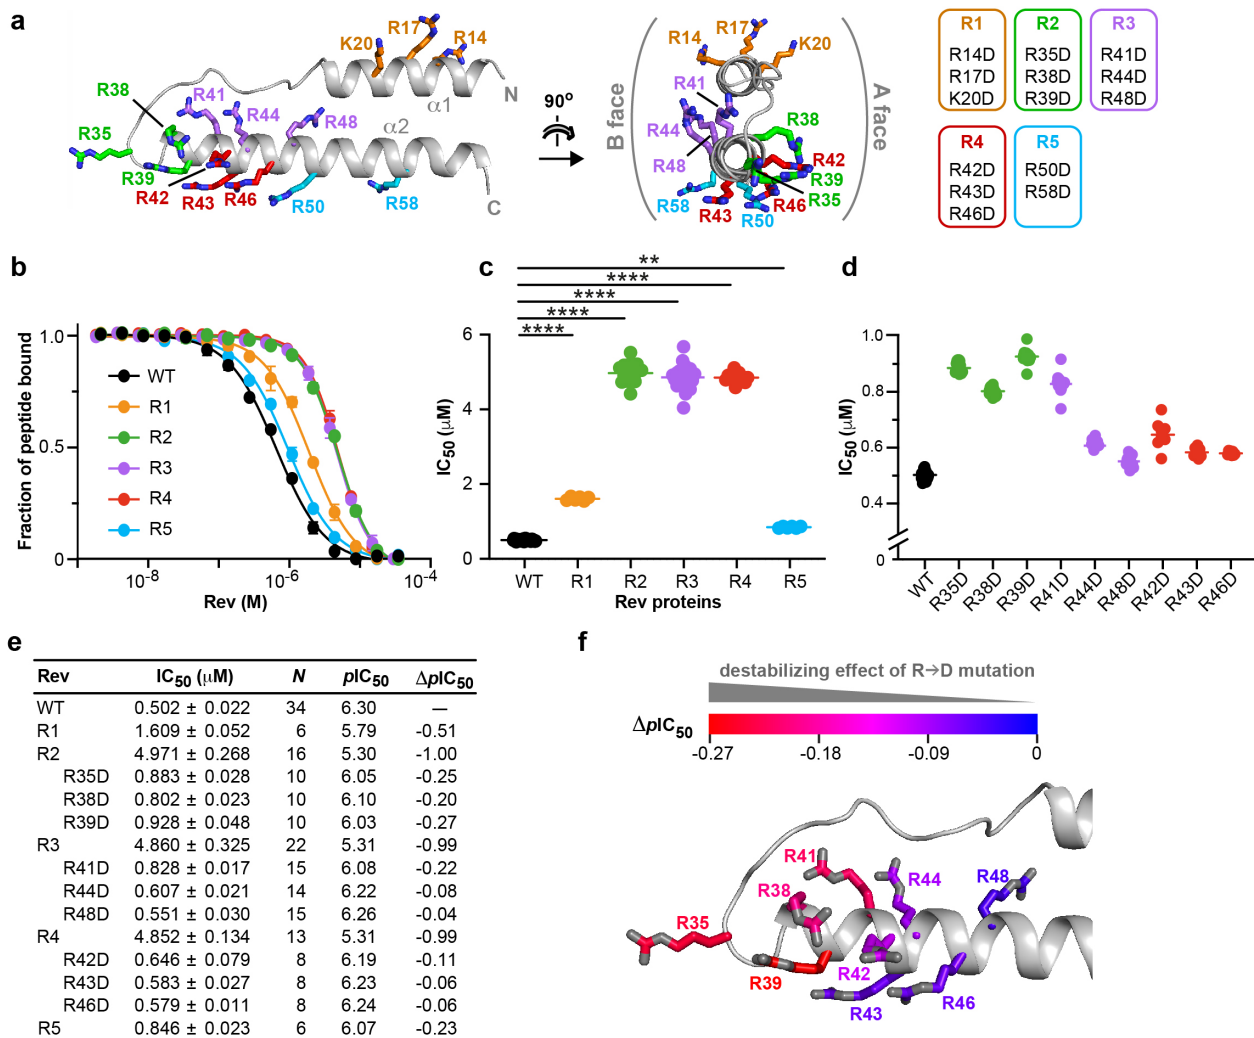 a
R38
R41
R44
R35
R39
R42
R43
R46
R50
R48
R58
K20
R17
R14
α1
α2
N
C
90º
B face
A face
R14
R17
K20
R41
R44
R48
R58
R43
R50
R46
R38
R42
R39
R35
R1
R14D
R17D
K20D
R2
R35D
R38D
R39D
R3
R41D
R44D
R48D
R4
R42D
R43D
R46D
R5
R50D
R58D
b
Fraction of peptide bound
1.0
0.5
0
WT
R1
R2
R3
R4
R5
10-8
10-6
10-4
Rev (M)
c
**
****
****
****
****
IC50 (μM)
6
4
2
0
WT
R1
R2
R3
R4
R5
Rev proteins
d
IC50 (μM)
1.0
0.8
0.6
0.4
0
WT
R35D
R38D
R39D
R41D
R44D
R48D
R42D
R43D
R46D
e
Rev IC50 (μM) N pIC50 ΔpIC50
WT 0.502 ± 0.022 34 6.30 —
R1 1.609 ± 0.052 6 5.79 -0.51
R2 4.971 ± 0.268 16 5.30 -1.00
R35D 0.883 ± 0.028 10 6.05 -0.25
R38D 0.802 ± 0.023 10 6.10 -0.20
R39D 0.928 ± 0.048 10 6.03 -0.27
R3 4.860 ± 0.325 22 5.31 -0.99
R41D 0.828 ± 0.017 15 6.08 -0.22
R44D 0.607 ± 0.021 14 6.22 -0.08
R48D 0.551 ± 0.030 15 6.26 -0.04
R4 4.852 ± 0.134 13 5.31 -0.99
R42D 0.646 ± 0.079 8 6.19 -0.11
R43D 0.583 ± 0.027 8 6.23 -0.06
R46D 0.579 ± 0.011 8 6.24 -0.06
R5 0.846 ± 0.023 6 6.07 -0.23
f
destabilizing effect of R→D mutation
ΔpIC50
-0.27
-0.18
-0.09
0
R41
R44
R48
R38
R35
R39
R42
R43
R46